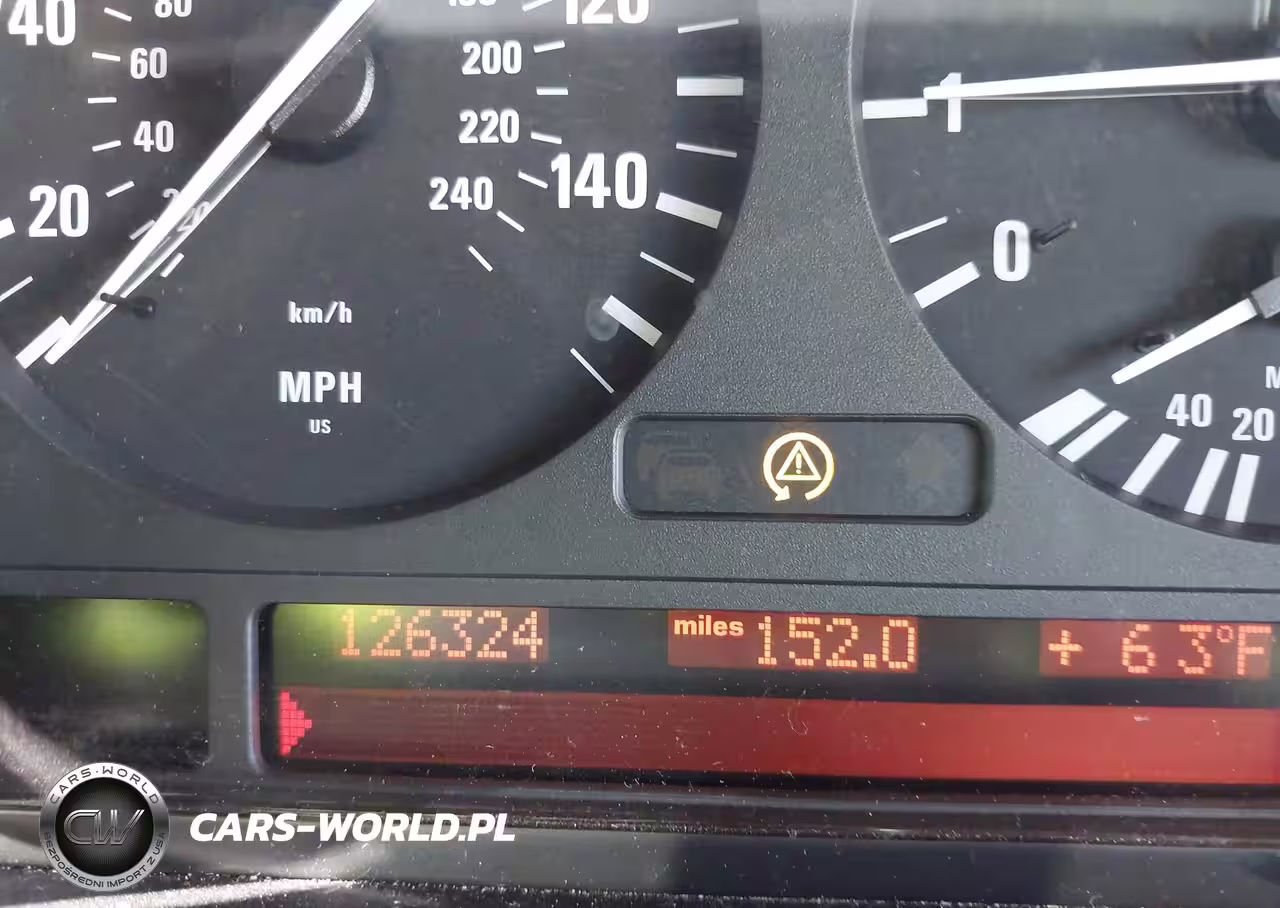 40
80
60
40
20
20
120
200
220
240
140
km/h
MPH
US
1
0
40
20
126324
miles 152.0
+ 63°F
CARS-WORLD
CW
BEZPOŚREDNI IMPORT Z USA
CARS-WORLD.PL